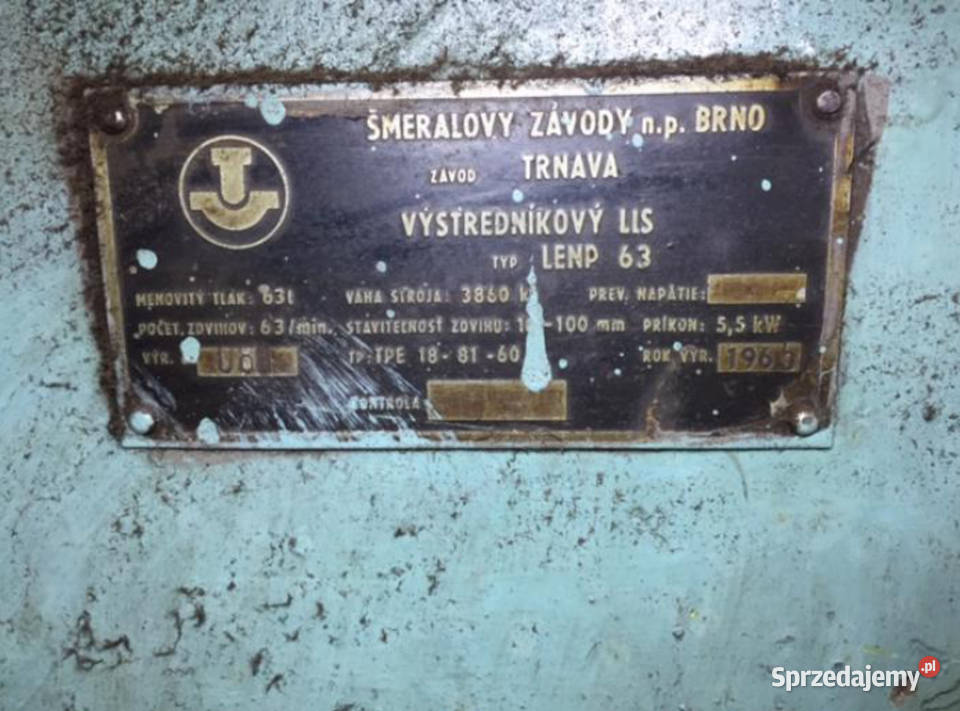 ŠMERALOVY ZÁVODY n.p. BRNO
ZÁVOD TRNAVA
VÝSTREDNÍKOVÝ LIS
TYP LENP 63
MENOVITÝ TLAK: 63t VÁHA STROJA: 3860 PREV. NAPÄTIE:
POČET ZDVIHOV: 63/min. STAVITEĽNOSŤ ZDVIHU: -100 mm PRÍKON: 5,5 kW
VÝR. TP: TPE 18-81-60 ROK VÝR.
KONTROLA
Sprzedajemy.pl